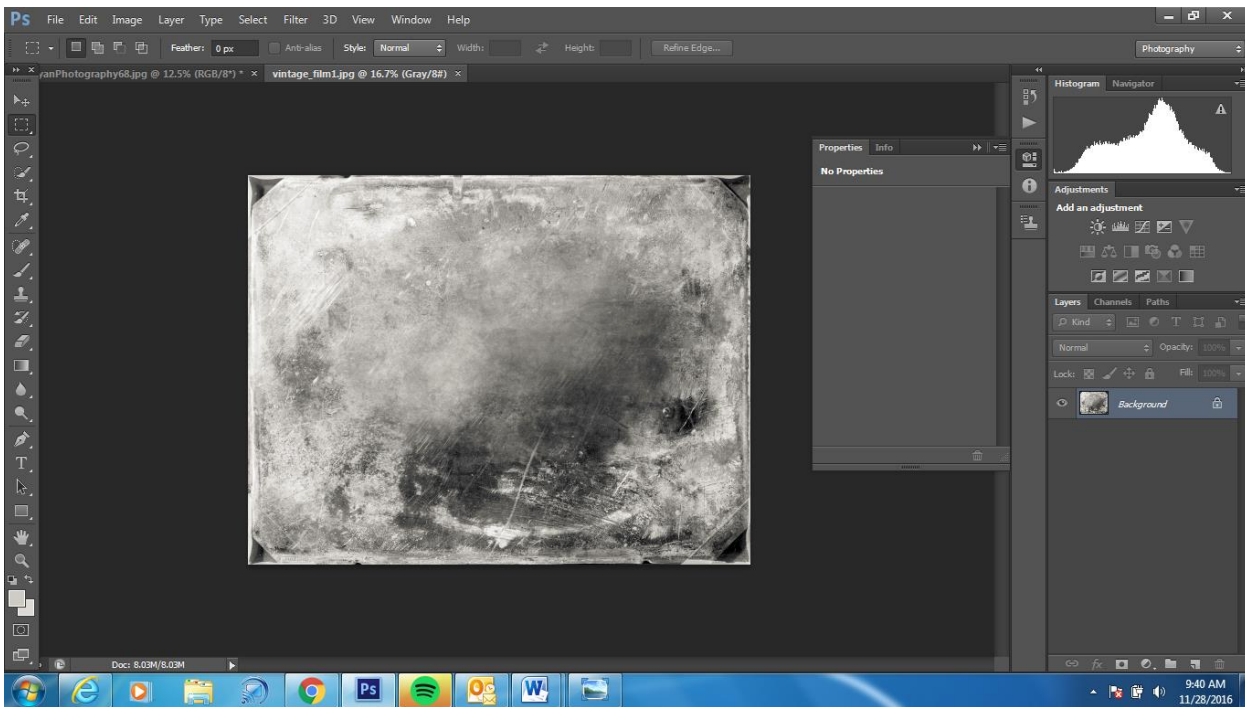 Ps File Edit Image Layer Type Select Filter 3D View Window Help
Feather: 0 px Anti-alias Style: Normal Width: Height: Refine Edge... Photography
yanPhotography68.jpg @ 12.5% (RGB/8*) * × vintage_film1.jpg @ 16.7% (Gray/8#) ×
Histogram Navigator
Properties Info
No Properties
Adjustments
Add an adjustment
Layers Channels Paths
Kind
Normal Opacity: 100%
Lock: Fill: 100%
Background
Doc: 8.03M/8.03M
9:40 AM
11/28/2016